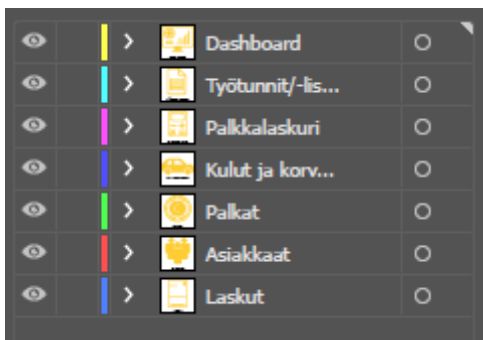 Dashboard
Työtunnit/-lis...
Palkkalaskuri
Kulut ja korv...
Palkat
Asiakkaat
Laskut